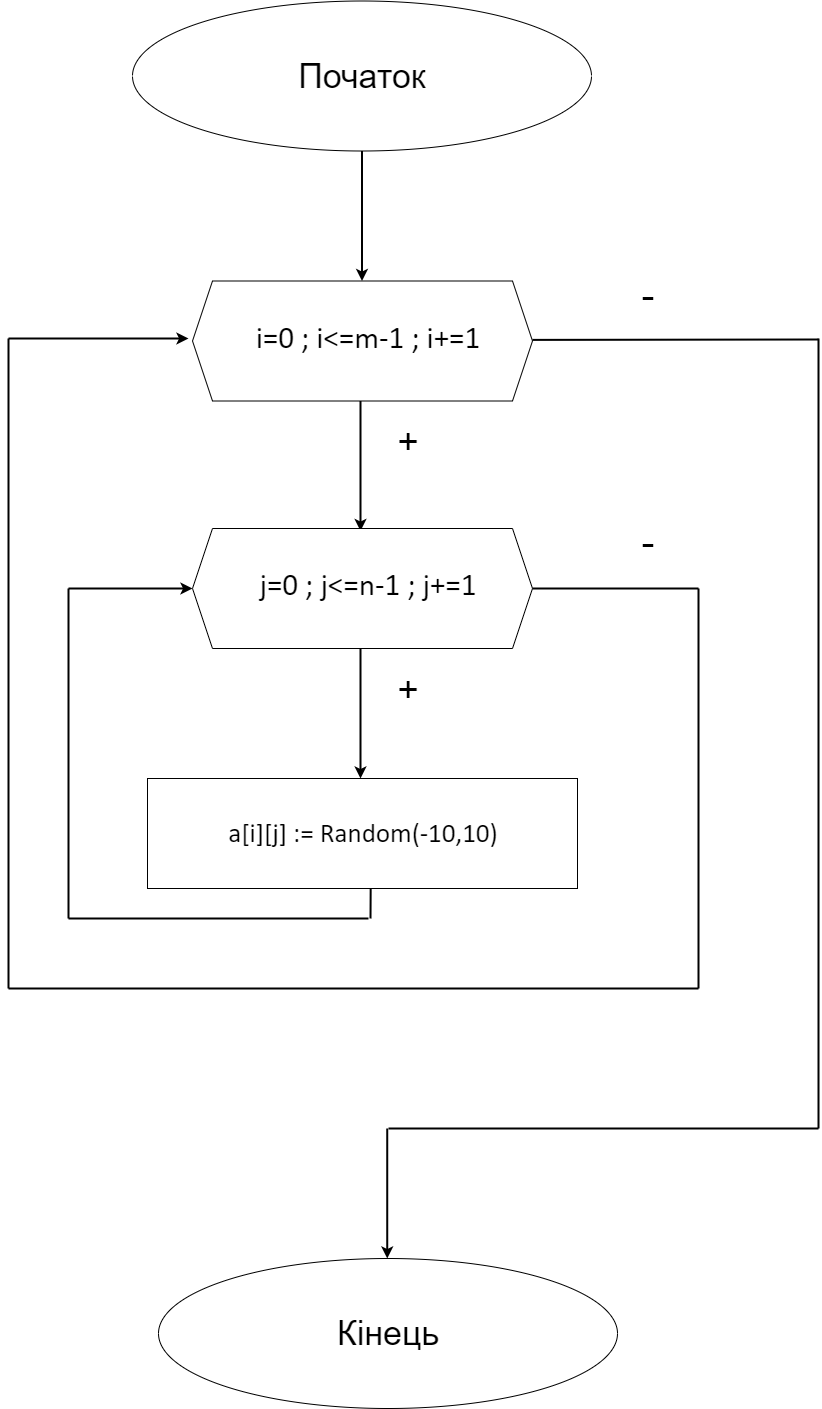 Початок
-
i=0 ; i<=m-1 ; i+=1
+
-
j=0 ; j<=n-1 ; j+=1
+
a[i][j] := Random(-10,10)
Кінець